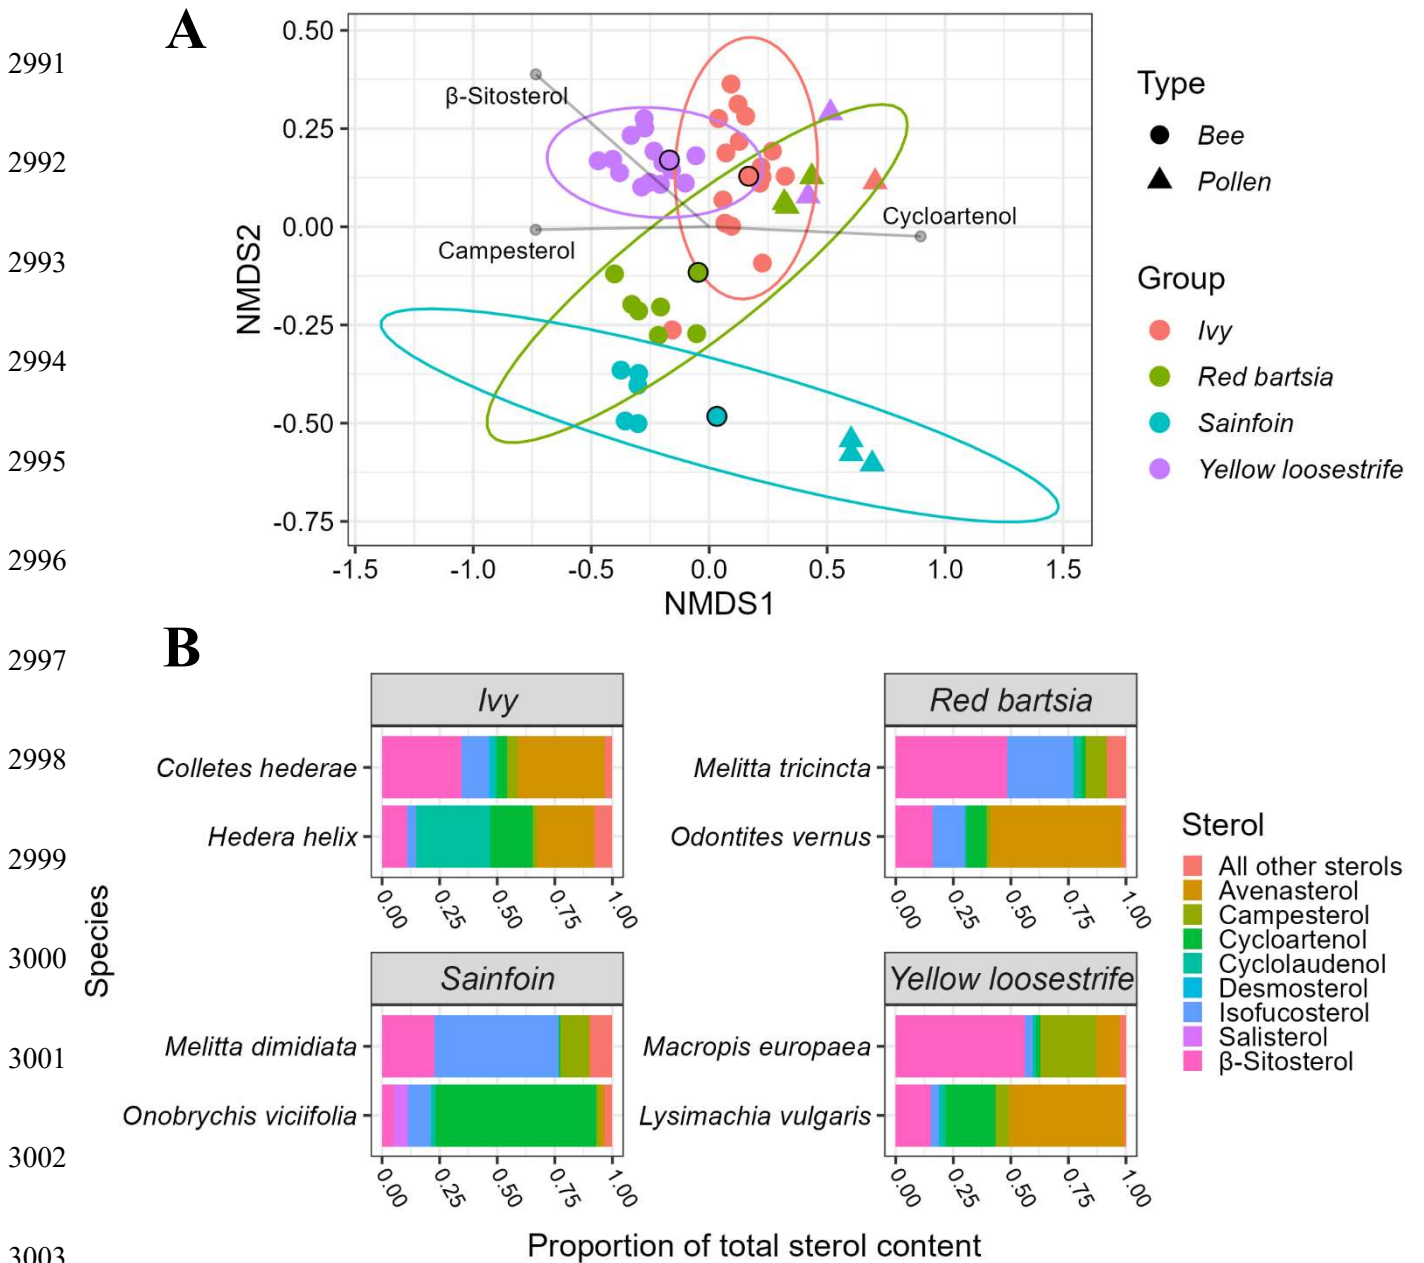 A
2991
2992
2993
2994
2995
2996
2997
2998
2999
3000
3001
3002
3003
0.50
0.25
0.00
-0.25
-0.50
-0.75
NMDS2
β-Sitosterol
Campesterol
Cycloartenol
-1.5 -1.0 -0.5 0.0 0.5 1.0 1.5
NMDS1
Type
Bee
Pollen
Group
Ivy
Red bartsia
Sainfoin
Yellow loosestrife
B
Species
Ivy
Colletes hederae
Hedera helix
0.00 0.25 0.50 0.75 1.00
Red bartsia
Melitta tricincta
Odontites vernus
0.00 0.25 0.50 0.75 1.00
Sainfoin
Melitta dimidiata
Onobrychis viciifolia
0.00 0.25 0.50 0.75 1.00
Yellow loosestrife
Macropis europaea
Lysimachia vulgaris
0.00 0.25 0.50 0.75 1.00
Proportion of total sterol content
Sterol
All other sterols
Avenasterol
Campesterol
Cycloartenol
Cyclolaudenol
Desmosterol
Isofucosterol
Salisterol
β-Sitosterol